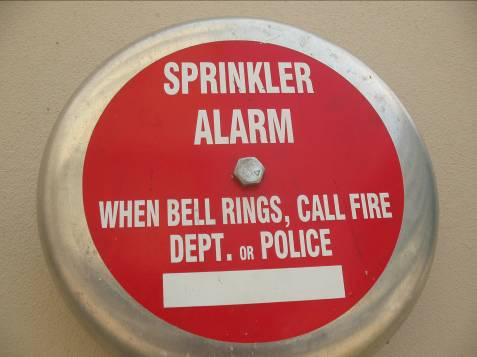 SPRINKLER
ALARM
WHEN BELL RINGS, CALL FIRE
DEPT. OR POLICE